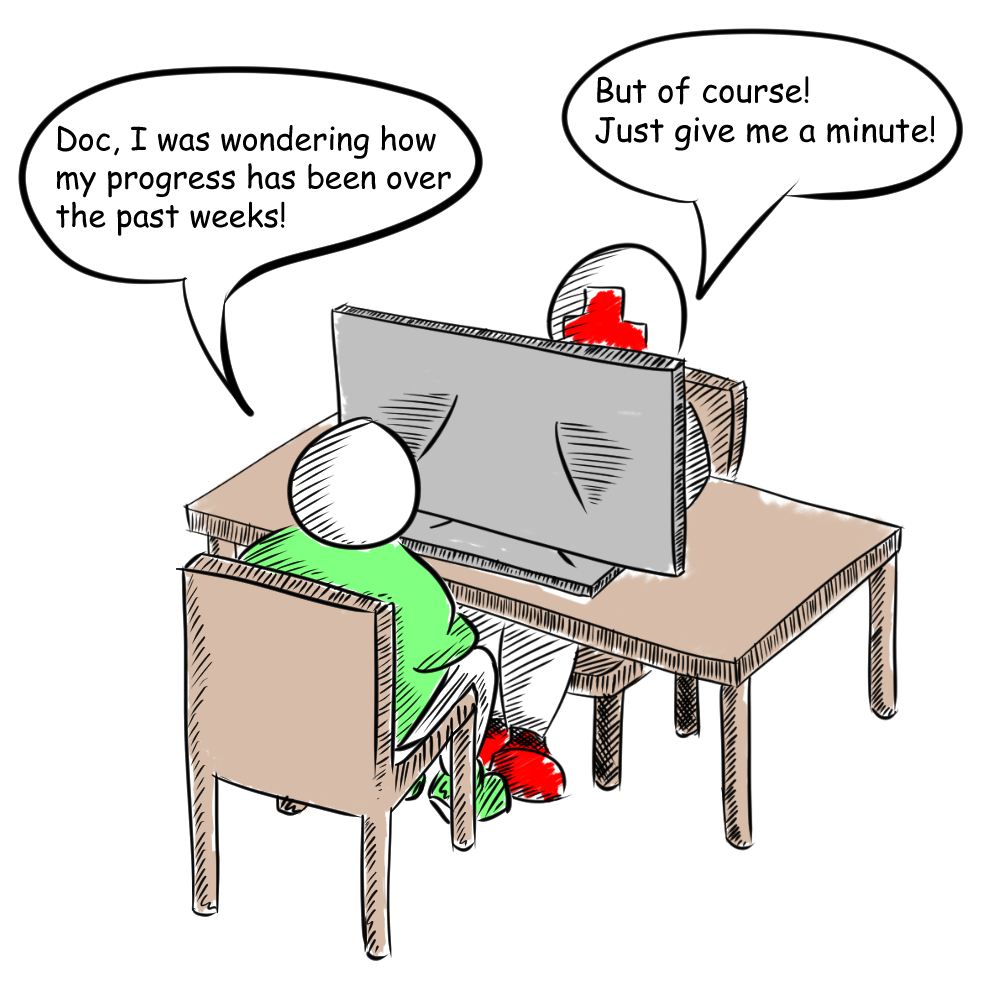 Doc, I was wondering how
my progress has been over
the past weeks!
But of course!
Just give me a minute!